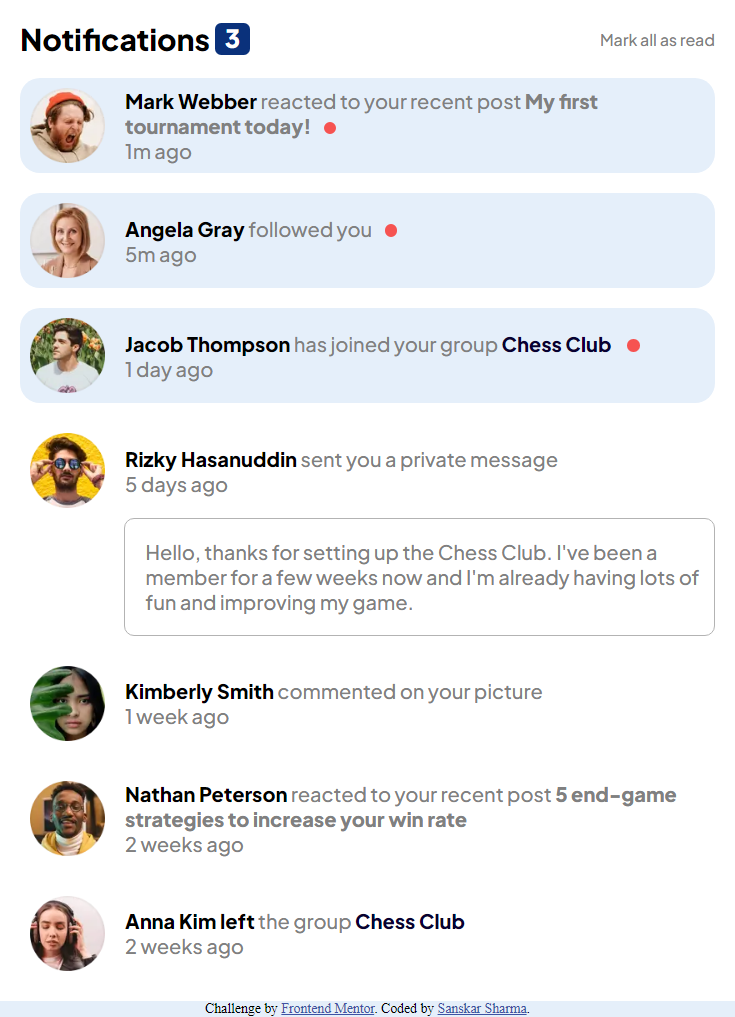 Notifications 3
Mark all as read
Mark Webber reacted to your recent post My first
tournament today!
1m ago
Angela Gray followed you
5m ago
Jacob Thompson has joined your group Chess Club
1 day ago
Rizky Hasanuddin sent you a private message
5 days ago
Hello, thanks for setting up the Chess Club. I've been a
member for a few weeks now and I'm already having lots of
fun and improving my game.
Kimberly Smith commented on your picture
1 week ago
Nathan Peterson reacted to your recent post 5 end-game
strategies to increase your win rate
2 weeks ago
Anna Kim left the group Chess Club
2 weeks ago
Challenge by Frontend Mentor. Coded by Sanskar Sharma.